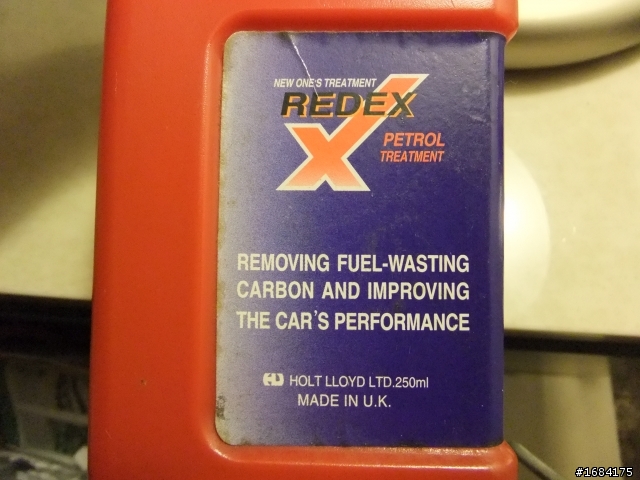 NEW ONE'S TREATMENT
REDEX
PETROL
TREATMENT
REMOVING FUEL-WASTING
CARBON AND IMPROVING
THE CAR'S PERFORMANCE
HOLT LLOYD LTD.250ml
MADE IN U.K.
#1684175